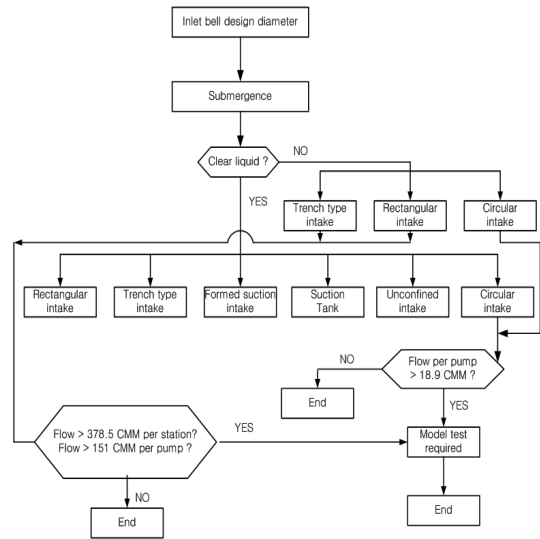 Inlet bell design diameter
Submergence
Clear liquid ?
NO
YES
Trench type
intake
Rectangular
intake
Circular
intake
Rectangular
intake
Trench type
intake
Formed suction
intake
Suction
Tank
Unconfined
intake
Circular
intake
Flow per pump
> 18.9 CMM ?
NO
End
YES
Flow > 378.5 CMM per station?
Flow > 151 CMM per pump ?
YES
Model test
required
NO
End
End